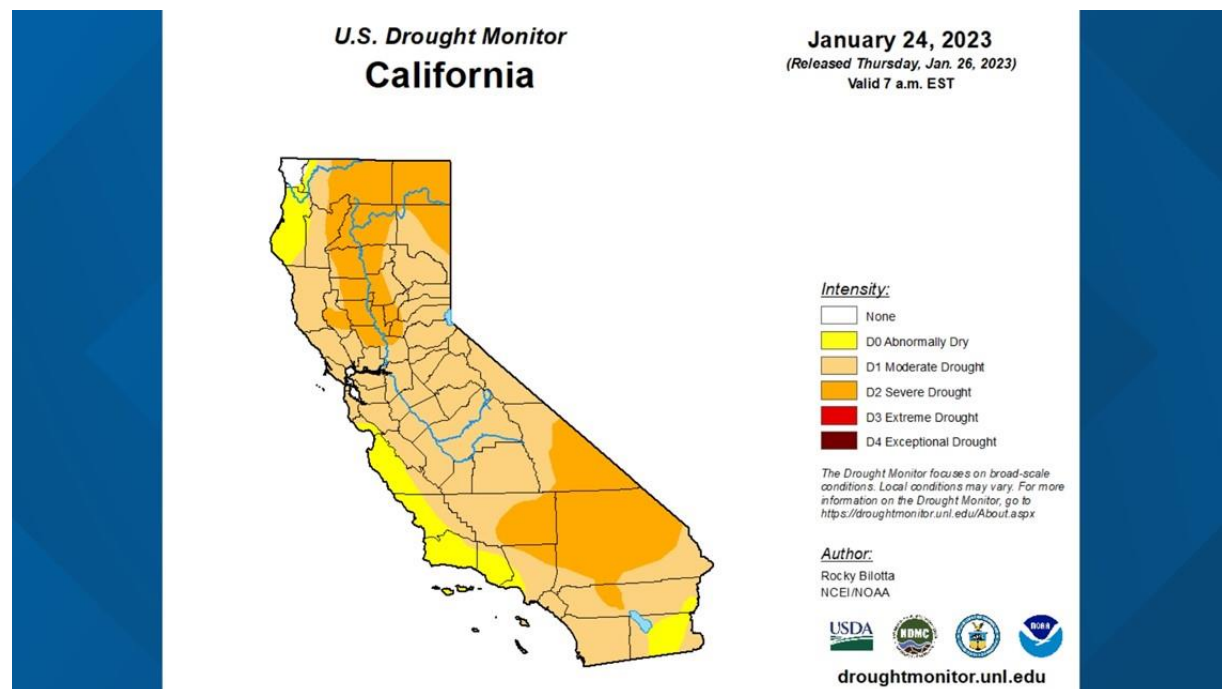 U.S. Drought Monitor
California
January 24, 2023
(Released Thursday, Jan. 26, 2023)
Valid 7 a.m. EST
Intensity:
None
D0 Abnormally Dry
D1 Moderate Drought
D2 Severe Drought
D3 Extreme Drought
D4 Exceptional Drought
The Drought Monitor focuses on broad-scale
conditions. Local conditions may vary. For more
information on the Drought Monitor, go to
https://droughtmonitor.unl.edu/About.aspx
Author:
Rocky Bilotta
NCEI/NOAA
USDA
NDMC
NOAA
droughtmonitor.unl.edu